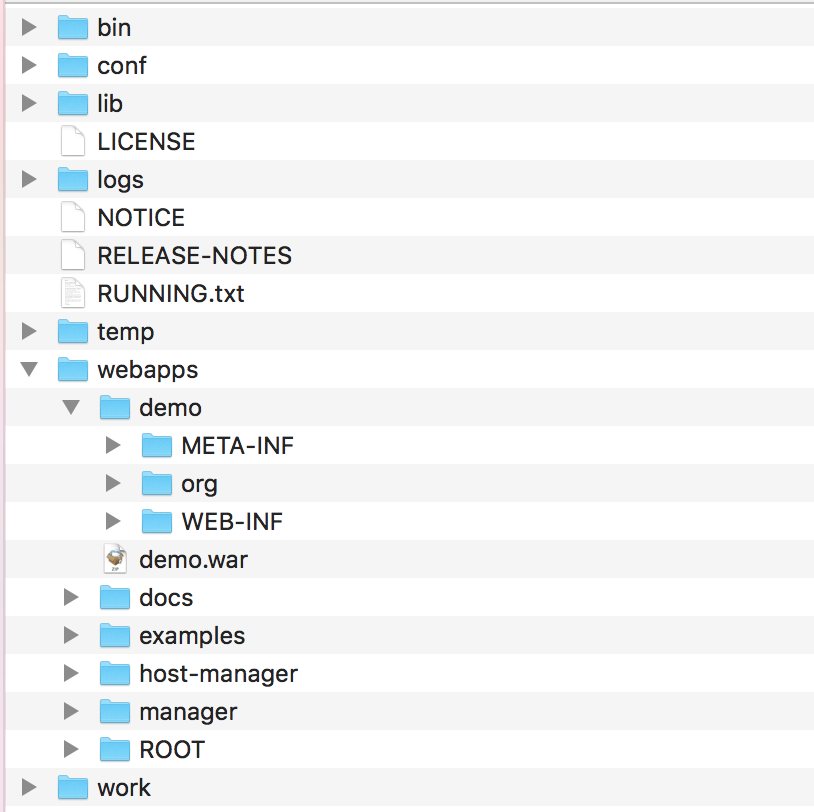 bin
conf
lib
LICENSE
logs
NOTICE
RELEASE-NOTES
RUNNING.txt
temp
webapps
demo
META-INF
org
WEB-INF
demo.war
docs
examples
host-manager
manager
ROOT
work